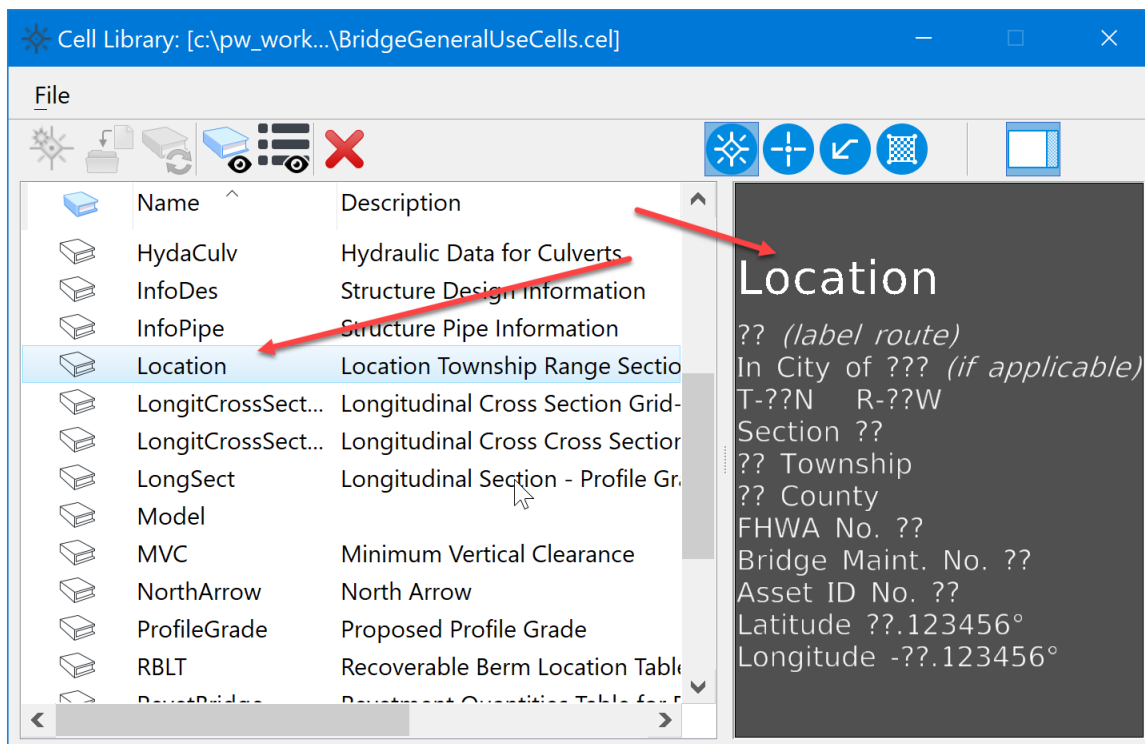 Cell Library: [c:\pw_work...\BridgeGeneralUseCells.cel]
File
Name Description
HydaCulv Hydraulic Data for Culverts
InfoDes Structure Design Information
InfoPipe Structure Pipe Information
Location Location Township Range Sectio
LongitCrossSect... Longitudinal Cross Section Grid-
LongitCrossSect... Longitudinal Cross Cross Section
LongSect Longitudinal Section - Profile Gra
Model
MVC Minimum Vertical Clearance
NorthArrow North Arrow
ProfileGrade Proposed Profile Grade
RBLT Recoverable Berm Location Table
Location
?? (label route)
In City of ??? (if applicable)
T-??N R-??W
Section ??
?? Township
?? County
FHWA No. ??
Bridge Maint. No. ??
Asset ID No. ??
Latitude ??.123456°
Longitude -??.123456°